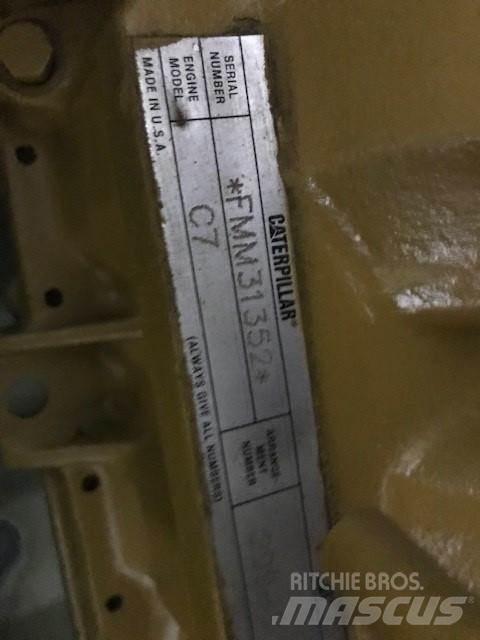 CATERPILLAR®
SERIAL NUMBER *FMM31352*
ARRANGE-
MENT
NUMBER
ENGINE MODEL C7
MADE IN U.S.A. (ALWAYS GIVE ALL NUMBERS)
RITCHIE BROS.
MASCUS